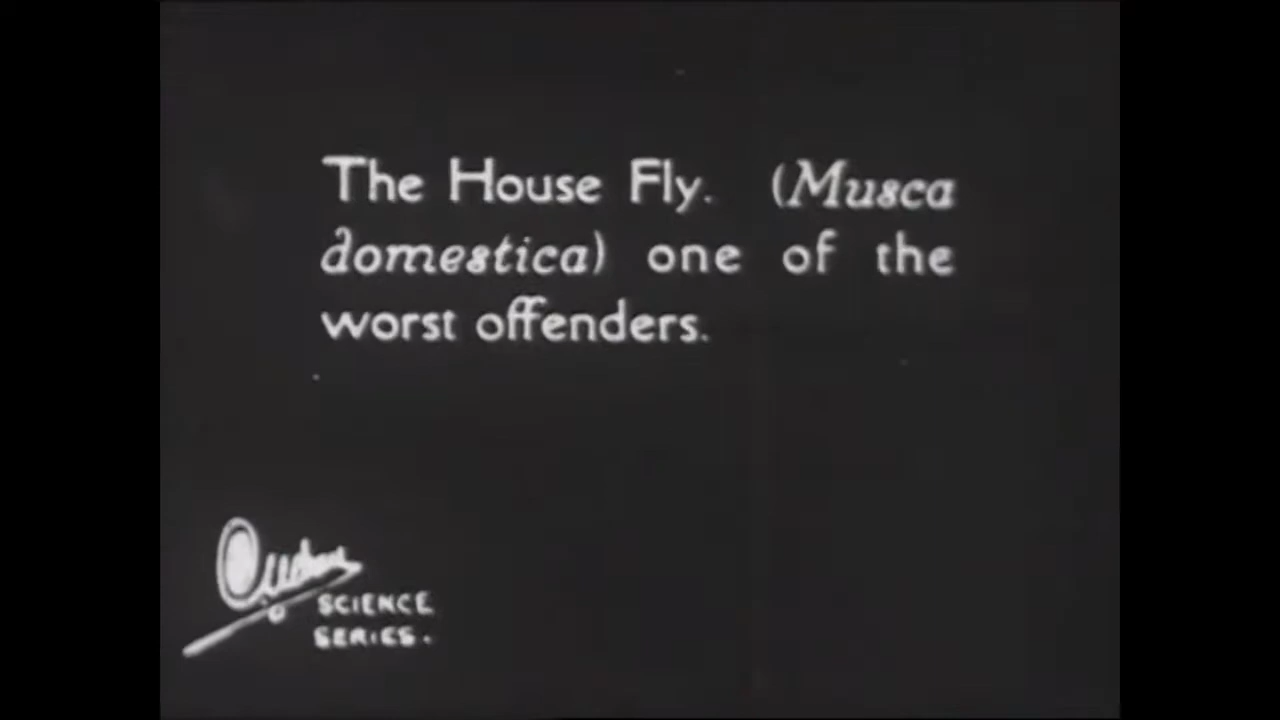 The House Fly. (Musca
domestica) one of the
worst offenders.
SCIENCE
SERIES.